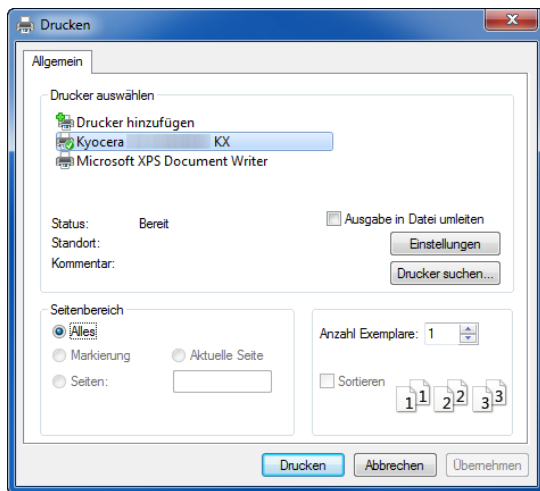 Drucken
Allgemein
Drucker auswählen
Drucker hinzufügen
Kyocera KX
Microsoft XPS Document Writer
Status: Bereit
Standort:
Kommentar:
Ausgabe in Datei umleiten
Einstellungen
Drucker suchen...
Seitenbereich
Alles
Markierung
Aktuelle Seite
Seiten:
Anzahl Exemplare: 1
Sortieren
1 1 2 2 3 3
Drucken Abbrechen Übernehmen